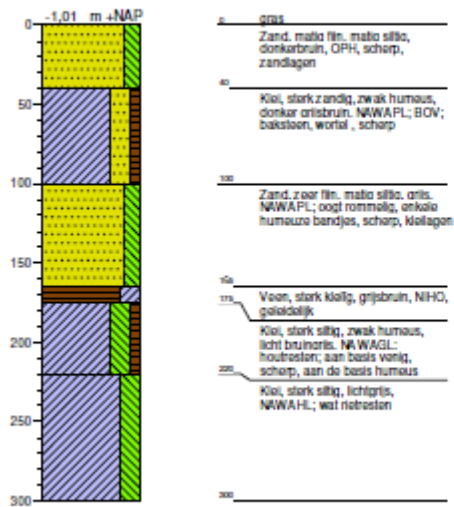 -1,01 m +NAP
0
50
100
150
200
250
300
0 gras
Zand, matig fijn, matig siltig,
donkerbruin, OPH, scherp,
zandlagen
40
Klei, sterk zandig, zwak humeus,
donker grijsbruin, NAWAPL; BOV;
baksteen, wortel , scherp
100
Zand, zeer fijn, matig siltig, grijs,
NAWAPL; oogt rommelig, enkele
humeuze bandjes, scherp, kleilagen
175
Veen, sterk kleiïg, grijsbruin, NIHO,
geleidelijk
Klei, sterk siltig, zwak humeus,
licht bruingrijs, NAWAGL;
houtresten; aan basis venig,
scherp, aan de basis humeus
220
Klei, sterk siltig, lichtgrijs,
NAWAHL; wat rietresten
300